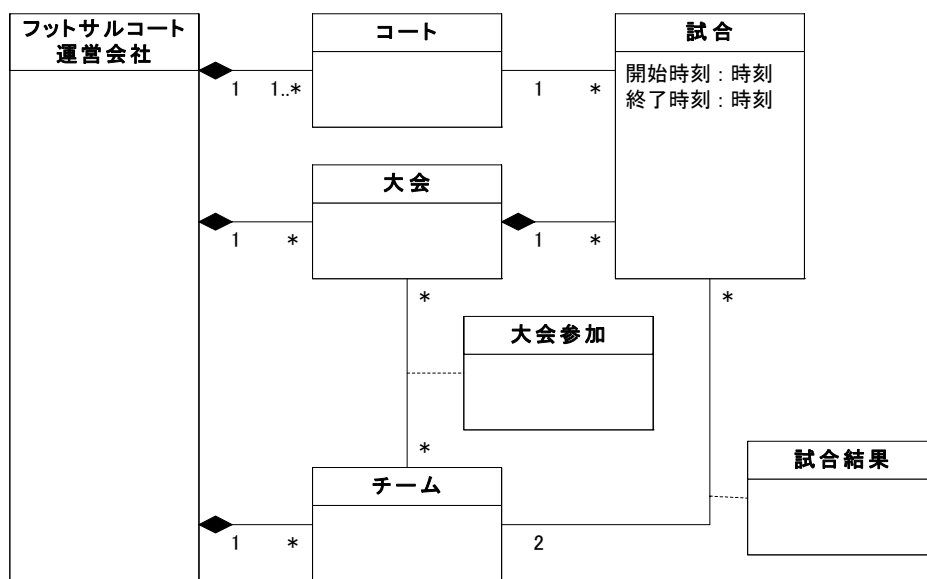 フットサルコート
運営会社
コート
試合
開始時刻：時刻
終了時刻：時刻
1
1..*
1
*
大会
1
*
1
*
*
*
大会参加
*
試合結果
チーム
1
*
2